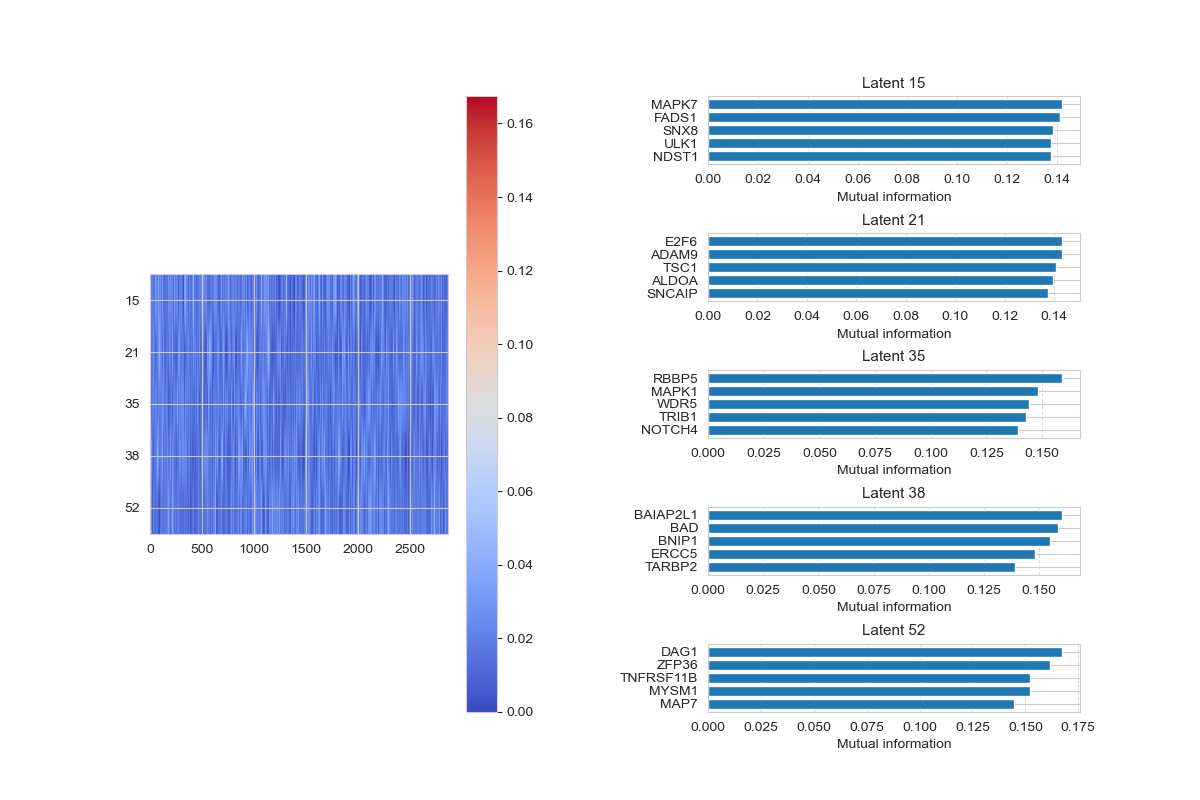 15
21
35
38
52
0 500 1000 1500 2000 2500
0.16
0.14
0.12
0.10
0.08
0.06
0.04
0.02
0.00
Latent 15
MAPK7
FADS1
SNX8
ULK1
NDST1
0.00 0.02 0.04 0.06 0.08 0.10 0.12 0.14
Mutual information
Latent 21
E2F6
ADAM9
TSC1
ALDOA
SNCAIP
0.00 0.02 0.04 0.06 0.08 0.10 0.12 0.14
Mutual information
Latent 35
RBBP5
MAPK1
WDR5
TRIB1
NOTCH4
0.000 0.025 0.050 0.075 0.100 0.125 0.150
Mutual information
Latent 38
BAIAP2L1
BAD
BNIP1
ERCC5
TARBP2
0.000 0.025 0.050 0.075 0.100 0.125 0.150
Mutual information
Latent 52
DAG1
ZFP36
TNFRSF11B
MYSM1
MAP7
0.000 0.025 0.050 0.075 0.100 0.125 0.150 0.175
Mutual information